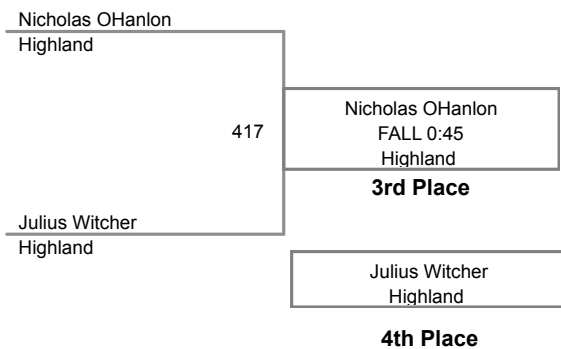 Nicholas OHanlon
Highland
417
Nicholas OHanlon
FALL 0:45
Highland
3rd Place
Julius Witcher
Highland
Julius Witcher
Highland
4th Place